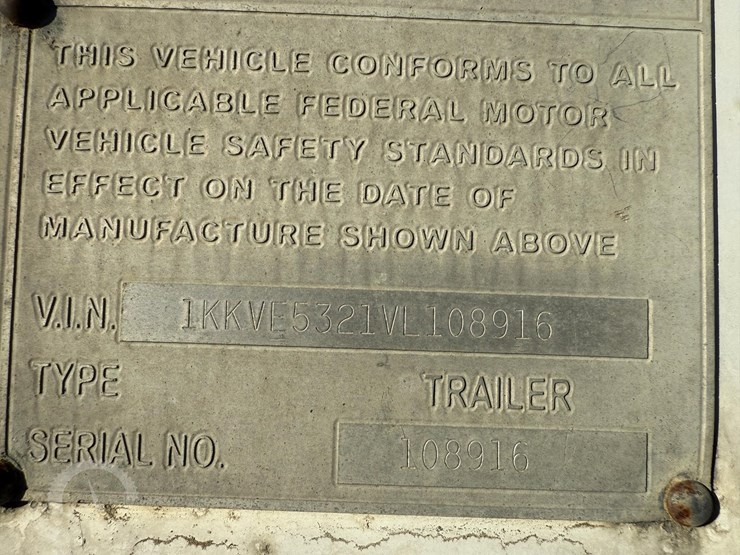 THIS VEHICLE CONFORMS TO ALL
APPLICABLE FEDERAL MOTOR
VEHICLE SAFETY STANDARDS IN
EFFECT ON THE DATE OF
MANUFACTURE SHOWN ABOVE
V.I.N. 1KKVE5321VL108916
TYPE TRAILER
SERIAL NO. 108916